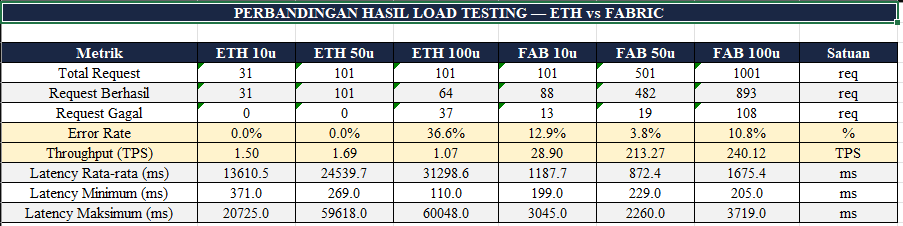 PERBANDINGAN HASIL LOAD TESTING — ETH vs FABRIC
Metrik ETH 10u ETH 50u ETH 100u FAB 10u FAB 50u FAB 100u Satuan
Total Request 31 101 101 101 501 1001 req
Request Berhasil 31 101 64 88 482 893 req
Request Gagal 0 0 37 13 19 108 req
Error Rate 0.0% 0.0% 36.6% 12.9% 3.8% 10.8% %
Throughput (TPS) 1.50 1.69 1.07 28.90 213.27 240.12 TPS
Latency Rata-rata (ms) 13610.5 24539.7 31298.6 1187.7 872.4 1675.4 ms
Latency Minimum (ms) 371.0 269.0 110.0 199.0 229.0 205.0 ms
Latency Maksimum (ms) 20725.0 59618.0 60048.0 3045.0 2260.0 3719.0 ms